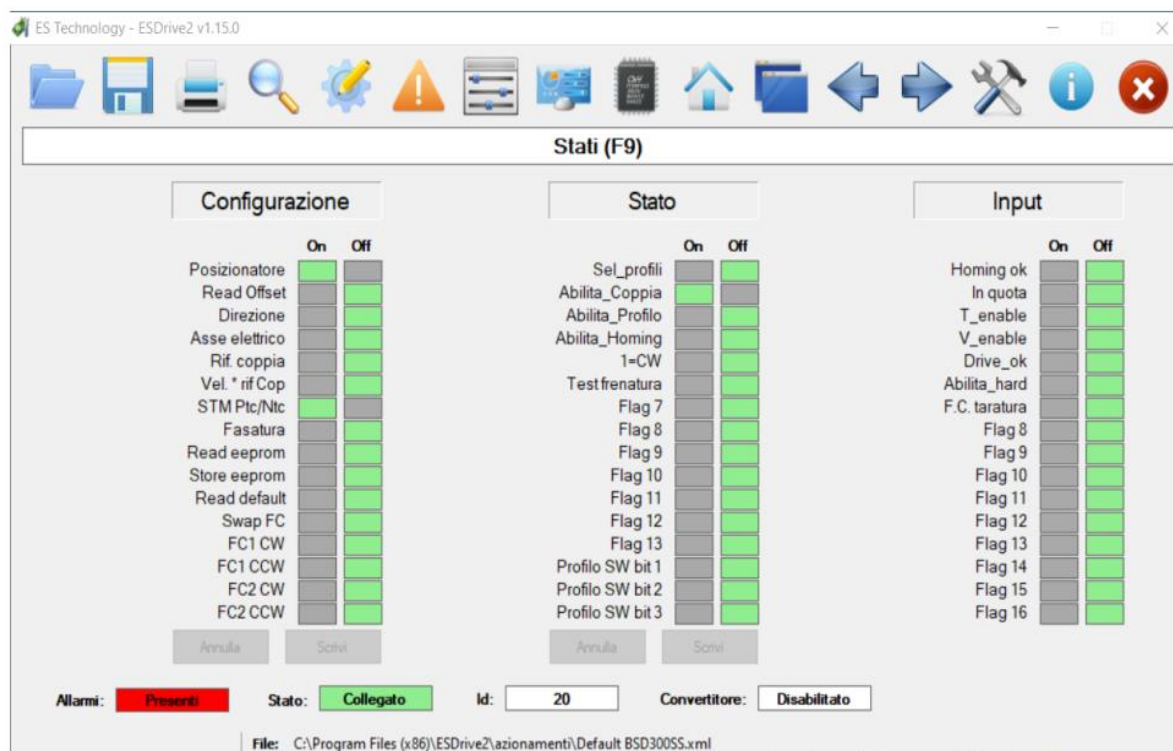 ES Technology - ESDrive2 v1.15.0
Stati (F9)
Configurazione
On Off
Posizionatore
Read Offset
Direzione
Asse elettrico
Rif. coppia
Vel. * rif Cop
STM Ptc/Ntc
Fasatura
Read eeprom
Store eeprom
Read default
Swap FC
FC1 CW
FC1 CCW
FC2 CW
FC2 CCW
Annulla Scrivi
Stato
On Off
Sel_profili
Abilita_Coppia
Abilita_Profilo
Abilita_Homing
1=CW
Test frenatura
Flag 7
Flag 8
Flag 9
Flag 10
Flag 11
Flag 12
Flag 13
Profilo SW bit 1
Profilo SW bit 2
Profilo SW bit 3
Annulla Scrivi
Input
On Off
Homing ok
In quota
T_enable
V_enable
Drive_ok
Abilita_hard
F.C. taratura
Flag 8
Flag 9
Flag 10
Flag 11
Flag 12
Flag 13
Flag 14
Flag 15
Flag 16
Allarmi: Presenti Stato: Collegato Id: 20 Convertitore: Disabilitato
File: C:\Program Files (x86)\ESDrive2\azionamenti\Default BSD300SS.xml